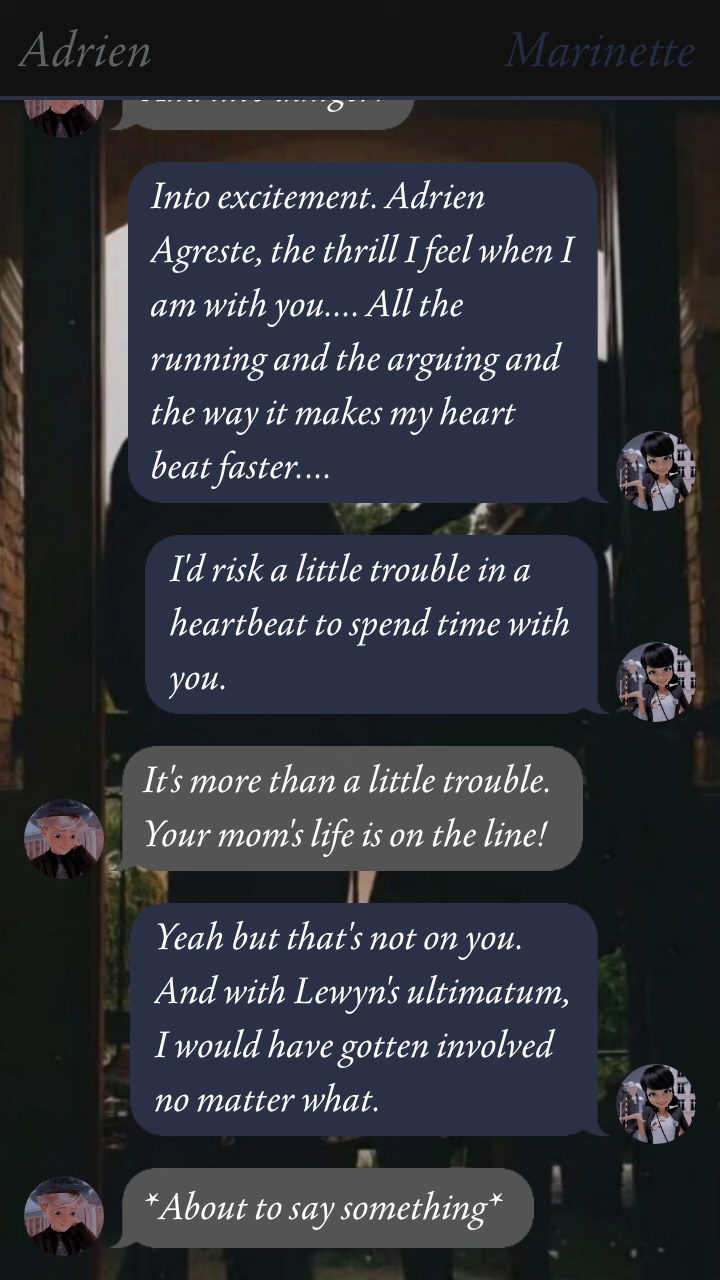 Adrien
Marinette
Into excitement. Adrien
Agreste, the thrill I feel when I
am with you.... All the
running and the arguing and
the way it makes my heart
beat faster....
I'd risk a little trouble in a
heartbeat to spend time with
you.
It's more than a little trouble.
Your mom's life is on the line!
Yeah but that's not on you.
And with Lewyn's ultimatum,
I would have gotten involved
no matter what.
*About to say something*